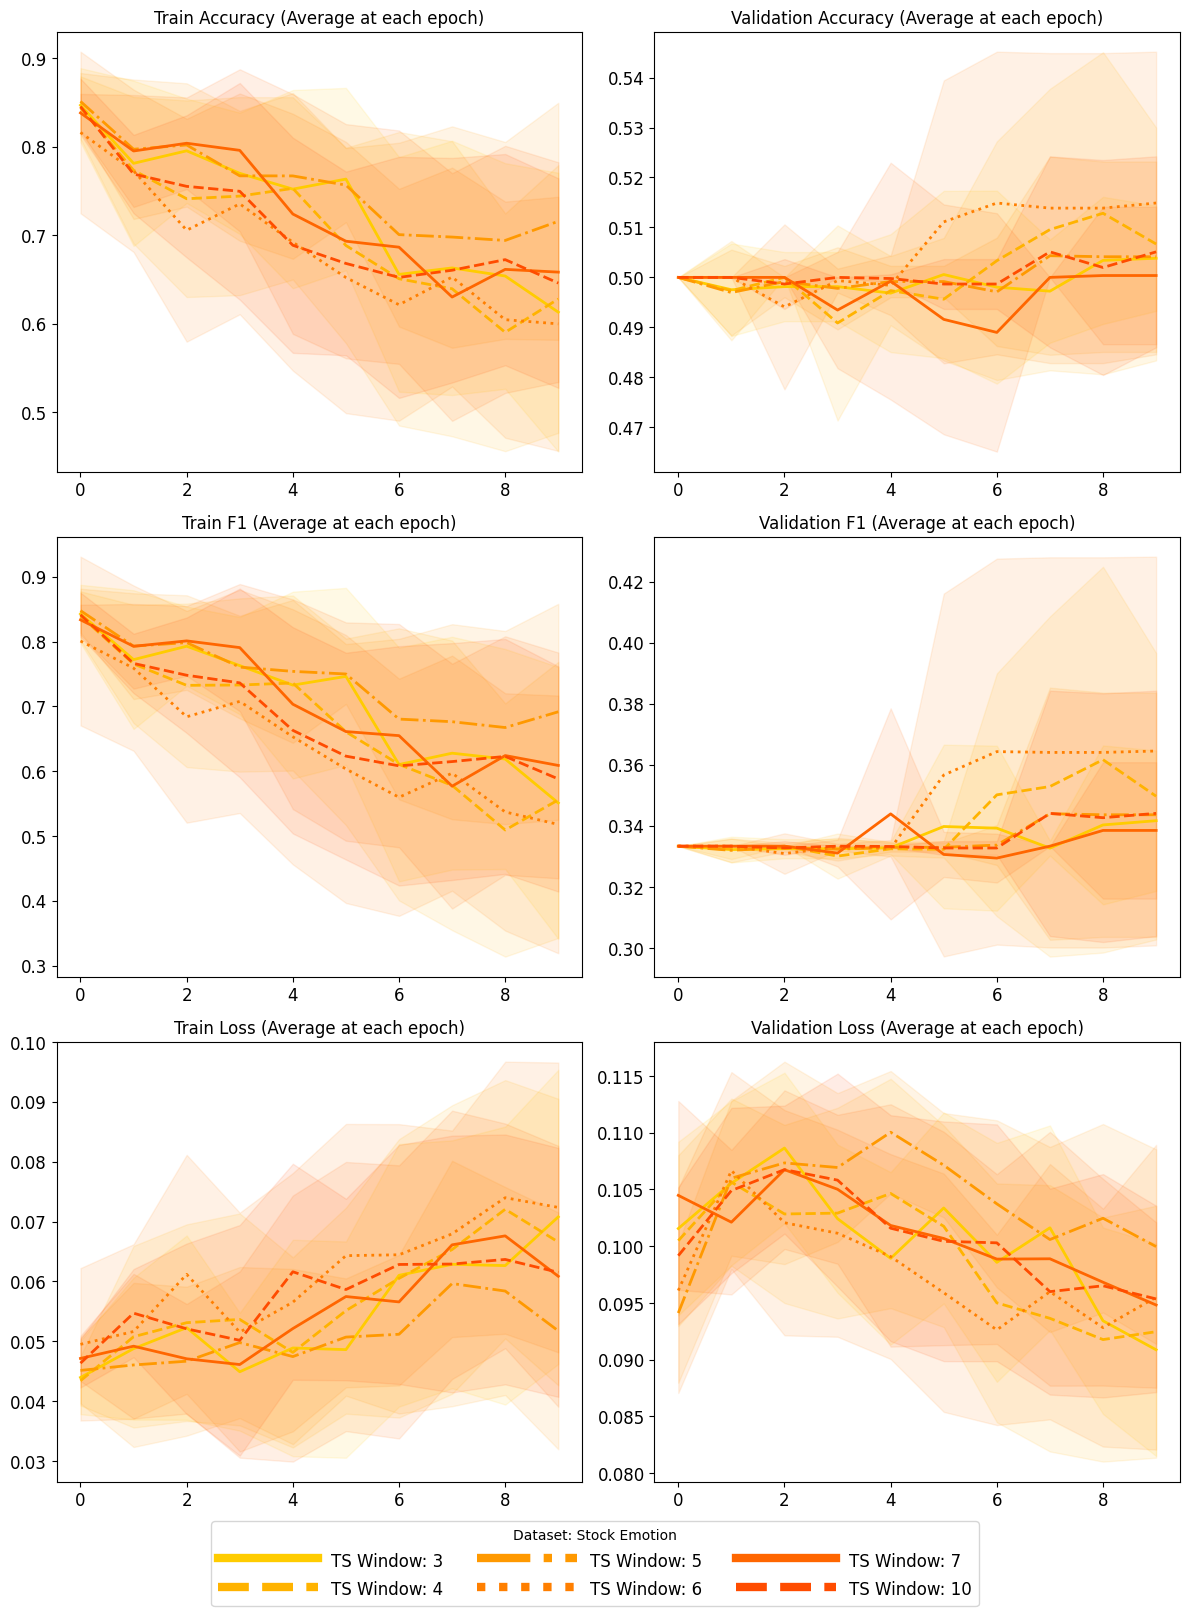 Train Accuracy (Average at each epoch)
Validation Accuracy (Average at each epoch)
0.9
0.8
0.7
0.6
0.5
0 2 4 6 8
0.54
0.53
0.52
0.51
0.50
0.49
0.48
0.47
0 2 4 6 8
Train F1 (Average at each epoch)
Validation F1 (Average at each epoch)
0.9
0.8
0.7
0.6
0.5
0.4
0.3
0 2 4 6 8
0.42
0.40
0.38
0.36
0.34
0.32
0.30
0 2 4 6 8
Train Loss (Average at each epoch)
Validation Loss (Average at each epoch)
0.10
0.09
0.08
0.07
0.06
0.05
0.04
0.03
0 2 4 6 8
0.115
0.110
0.105
0.100
0.095
0.090
0.085
0.080
0 2 4 6 8
Dataset: Stock Emotion
TS Window: 3
TS Window: 5
TS Window: 7
TS Window: 4
TS Window: 6
TS Window: 10